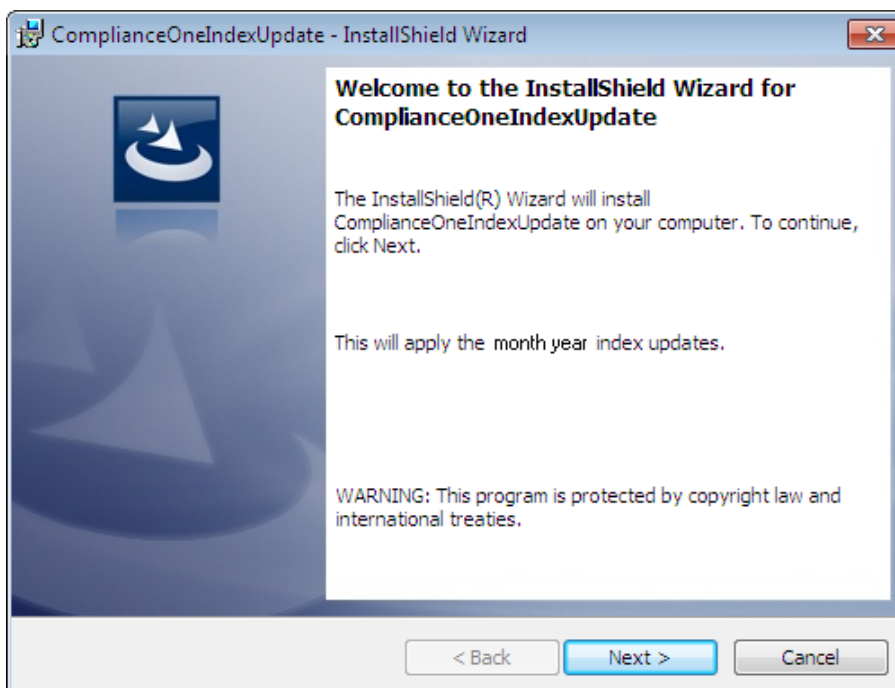 ComplianceOneIndexUpdate - InstallShield Wizard
Welcome to the InstallShield Wizard for
ComplianceOneIndexUpdate
The InstallShield(R) Wizard will install
ComplianceOneIndexUpdate on your computer. To continue,
click Next.
This will apply the month year index updates.
WARNING: This program is protected by copyright law and
international treaties.
< Back
Next >
Cancel